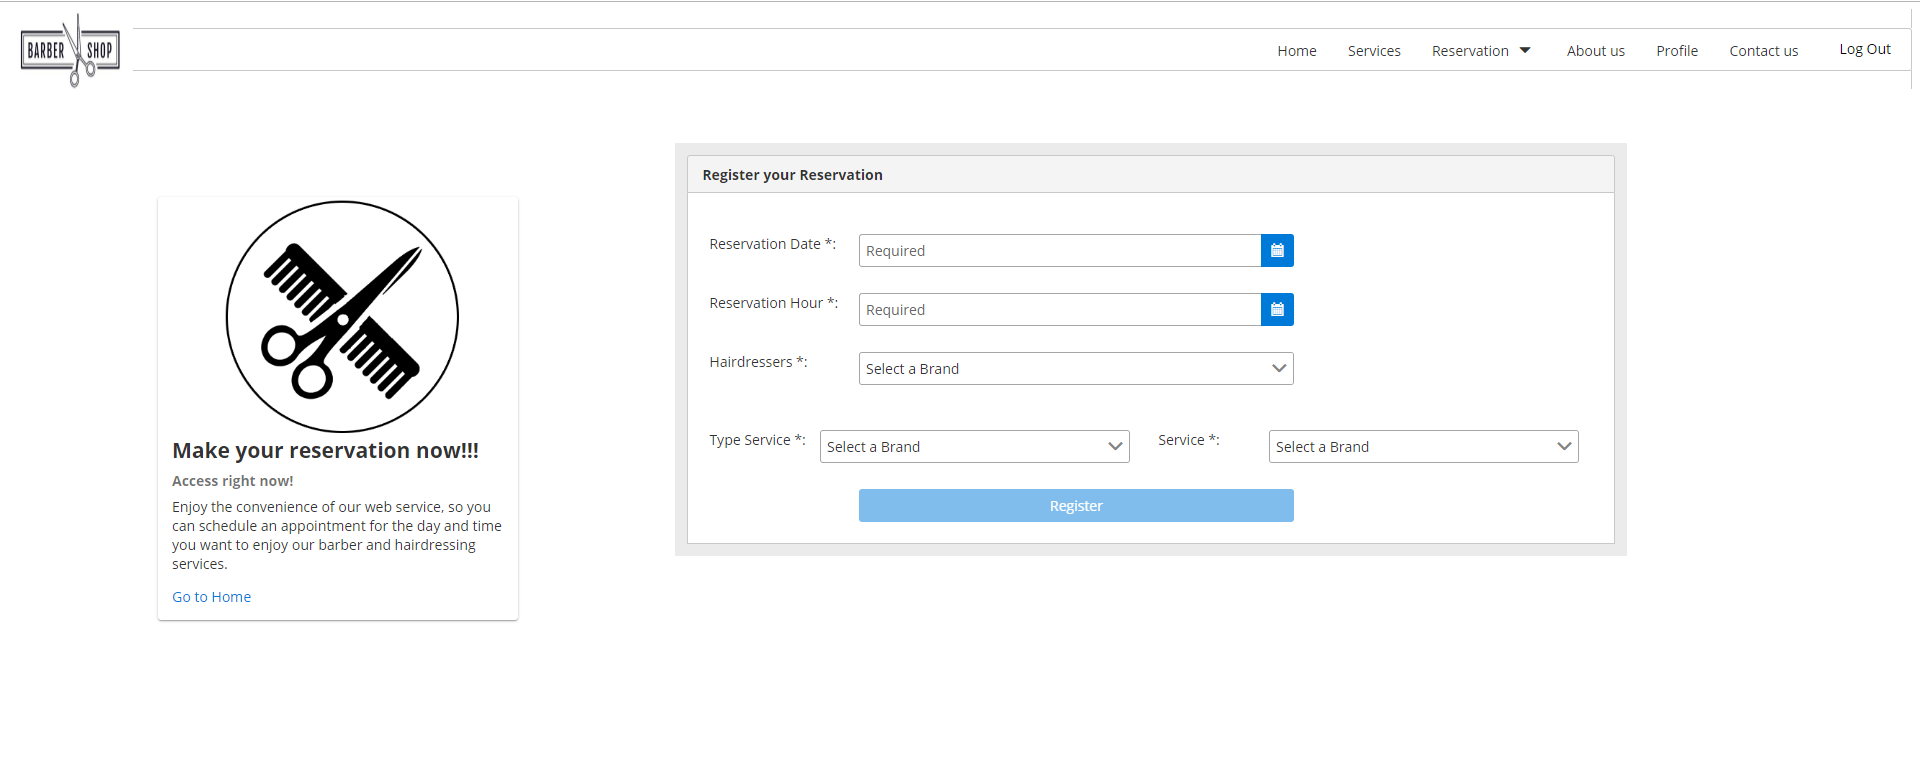 BARBER SHOP
Home Services Reservation About us Profile Contact us Log Out
Register your Reservation
Reservation Date *: Required
Reservation Hour *: Required
Hairdressers *: Select a Brand
Type Service *: Select a Brand Service *: Select a Brand
Register
Make your reservation now!!!
Access right now!
Enjoy the convenience of our web service, so you
can schedule an appointment for the day and time
you want to enjoy our barber and hairdressing
services.
Go to Home